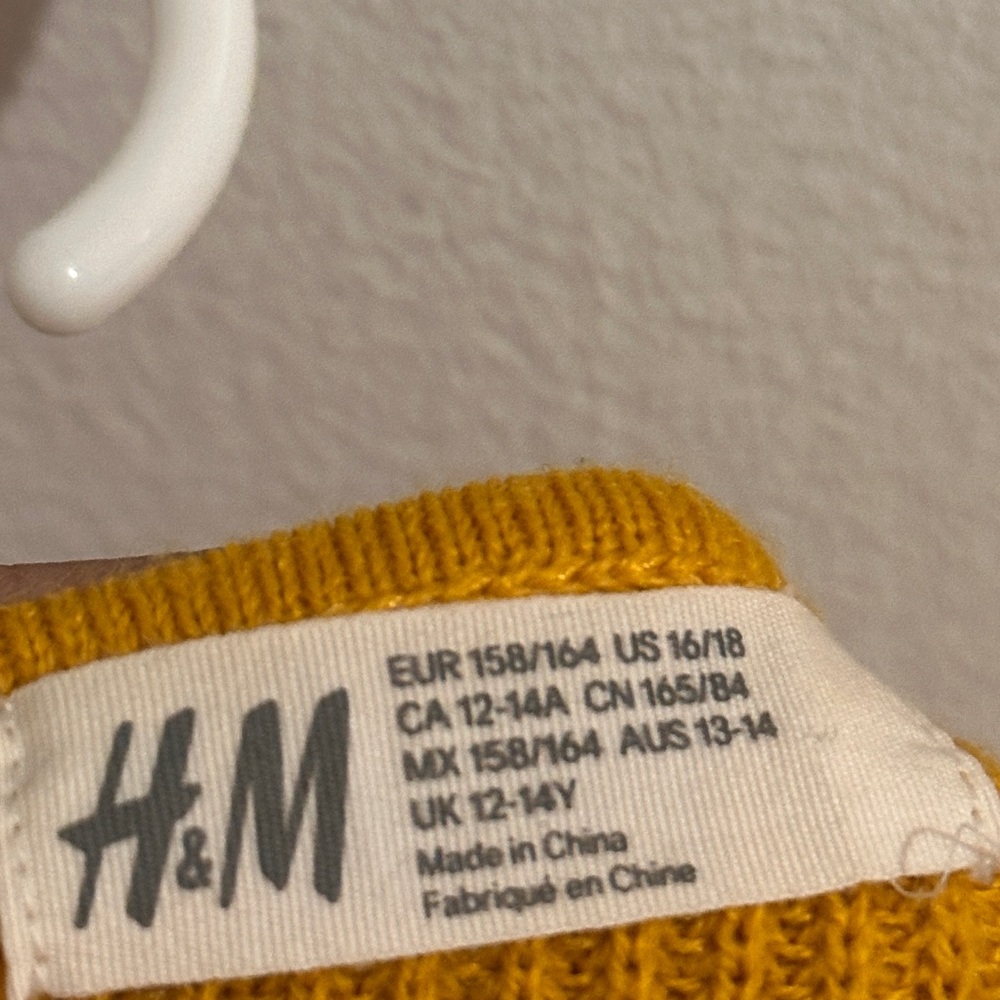 H&M
EUR 158/164 US 16/18
CA 12-14A CN 165/84
MX 158/164 AUS 13-14
UK 12-14Y
Made in China
Fabriqué en Chine